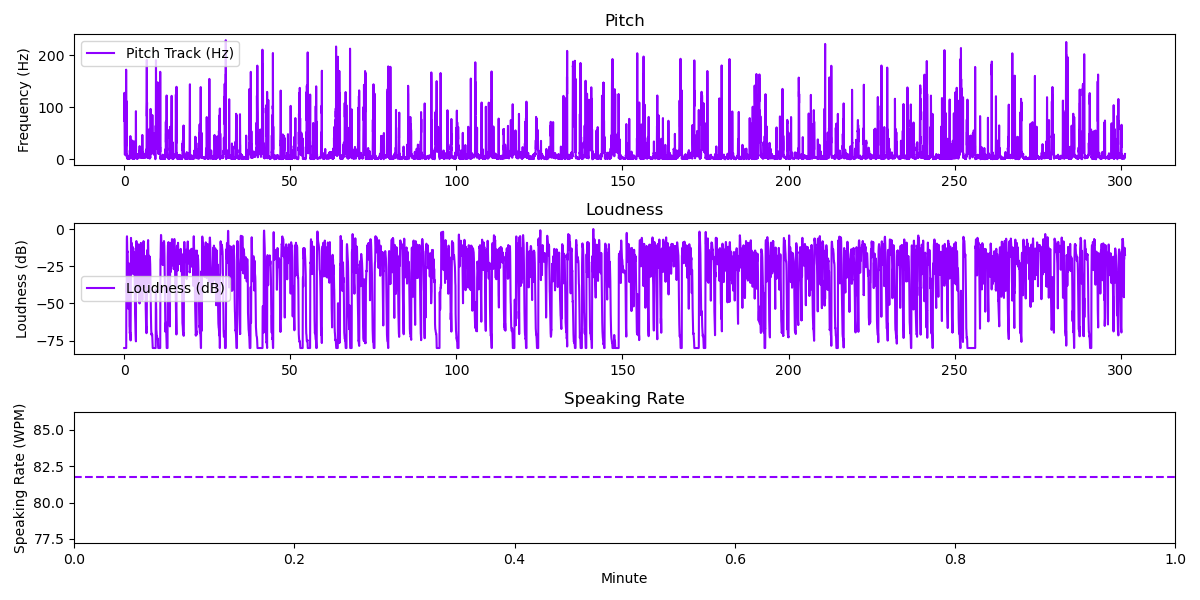 Pitch
Frequency (Hz)
200
100
0
Pitch Track (Hz)
0 50 100 150 200 250 300
Loudness
Loudness (dB)
0
−25
−50
−75
Loudness (dB)
0 50 100 150 200 250 300
Speaking Rate
Speaking Rate (WPM)
85.0
82.5
80.0
77.5
0.0 0.2 0.4 0.6 0.8 1.0
Minute